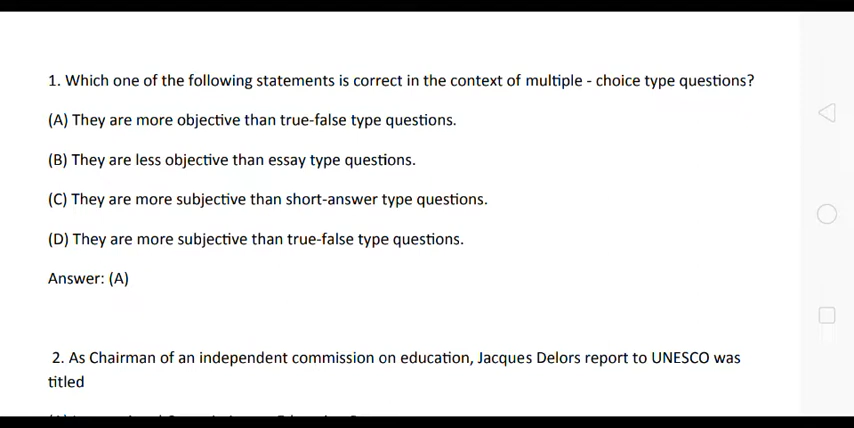 1. Which one of the following statements is correct in the context of multiple - choice type questions?
(A) They are more objective than true-false type questions.
(B) They are less objective than essay type questions.
(C) They are more subjective than short-answer type questions.
(D) They are more subjective than true-false type questions.
Answer: (A)
2. As Chairman of an independent commission on education, Jacques Delors report to UNESCO was
titled